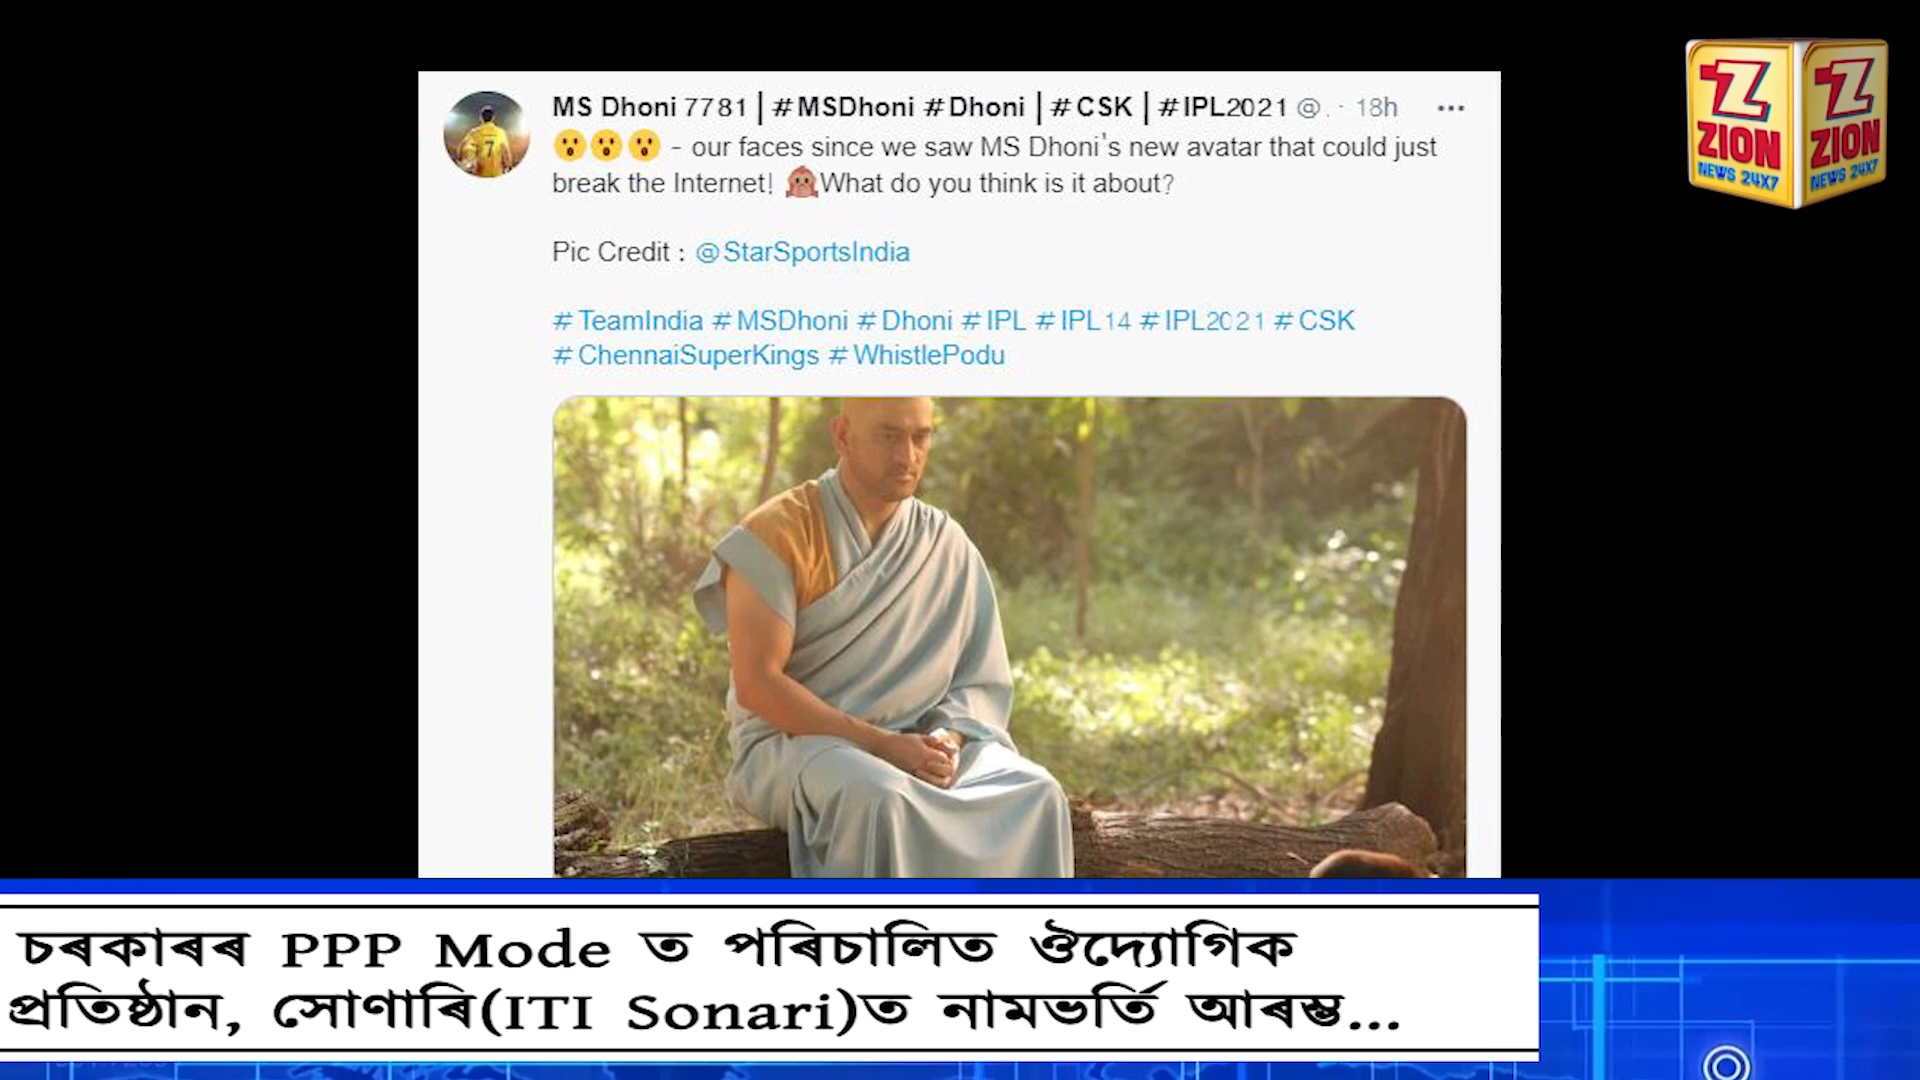 MS Dhoni 7781 | #MSDhoni #Dhoni | #CSK | #IPL2021 @. · 18h
😮😮😮 - our faces since we saw MS Dhoni's new avatar that could just
break the Internet! 🙊What do you think is it about?
Pic Credit : @StarSportsIndia
#TeamIndia #MSDhoni #Dhoni #IPL #IPL14 #IPL2021 #CSK
#ChennaiSuperKings #WhistlePodu
Z ZION NEWS 24X7
Z ZION NEWS 24X7
7
চৰকাৰৰ PPP Mode ত পৰিচালিত ঔদ্যোগিক
প্ৰতিষ্ঠান, সোণাৰি(ITI Sonari)ত নামভৰ্তি আৰম্ভ...